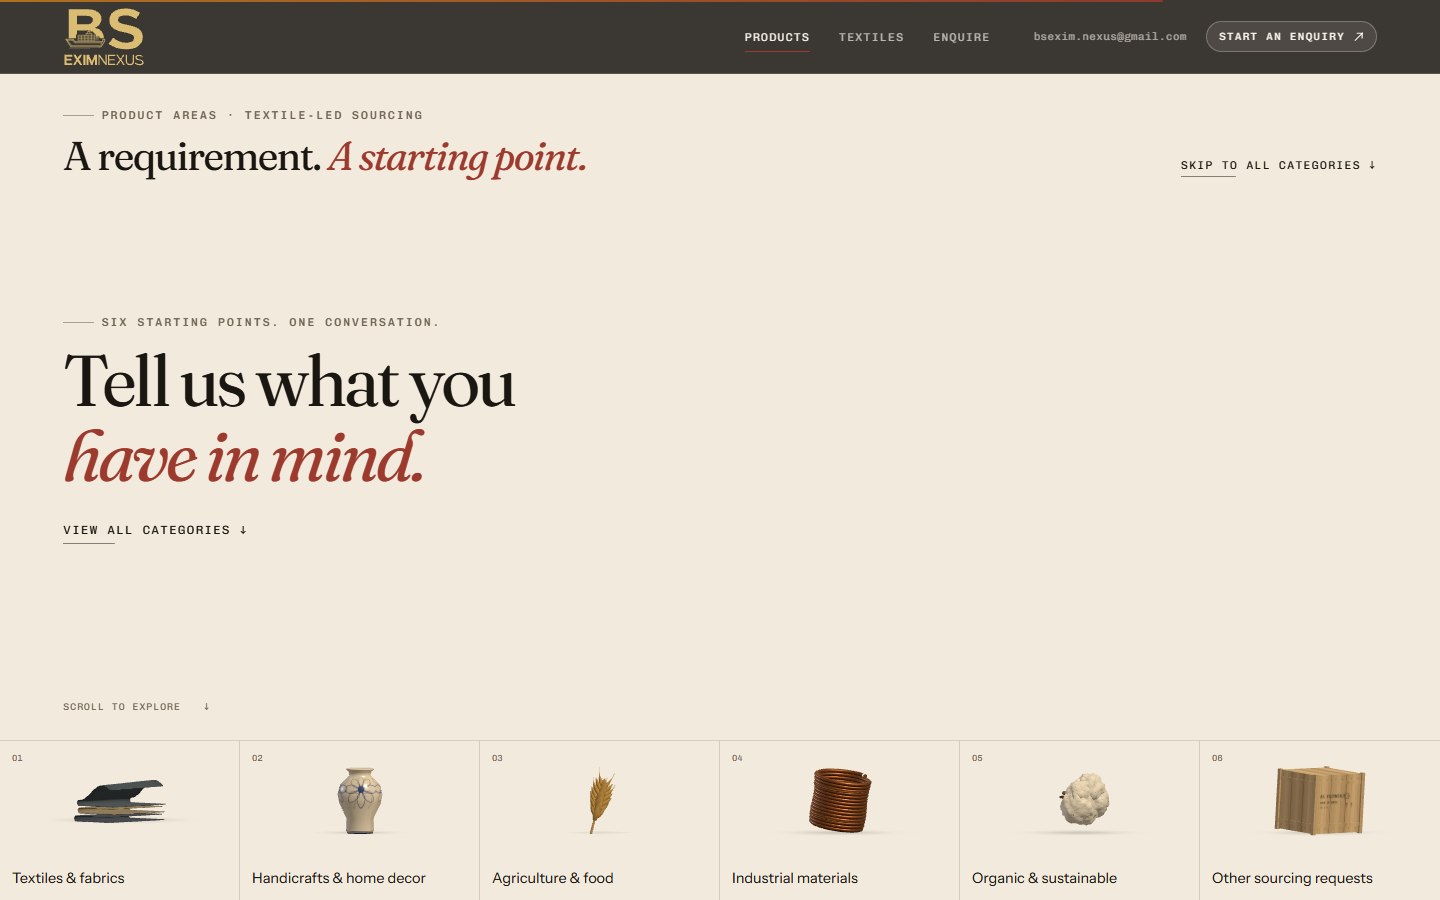 BS
EXIMNEXUS
PRODUCTS
TEXTILES
ENQUIRE
bsexim.nexus@gmail.com
START AN ENQUIRY ↗
PRODUCT AREAS · TEXTILE-LED SOURCING
A requirement. A starting point.
SKIP TO ALL CATEGORIES ↓
SIX STARTING POINTS. ONE CONVERSATION.
Tell us what you
have in mind.
VIEW ALL CATEGORIES ↓
SCROLL TO EXPLORE ↓
01
Textiles & fabrics
02
Handicrafts & home decor
03
Agriculture & food
04
Industrial materials
05
Organic & sustainable
06
Other sourcing requests